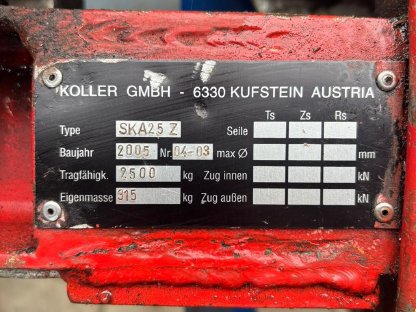 KOLLER GMBH - 6330 KUFSTEIN AUSTRIA
Ts Zs Rs
Type SKA25 Z Seile
Baujahr 2005 Nr. 04-03 max Ø mm
Tragfähigk. 2500 kg Zug innen kN
Eigenmasse 915 kg Zug außen kN